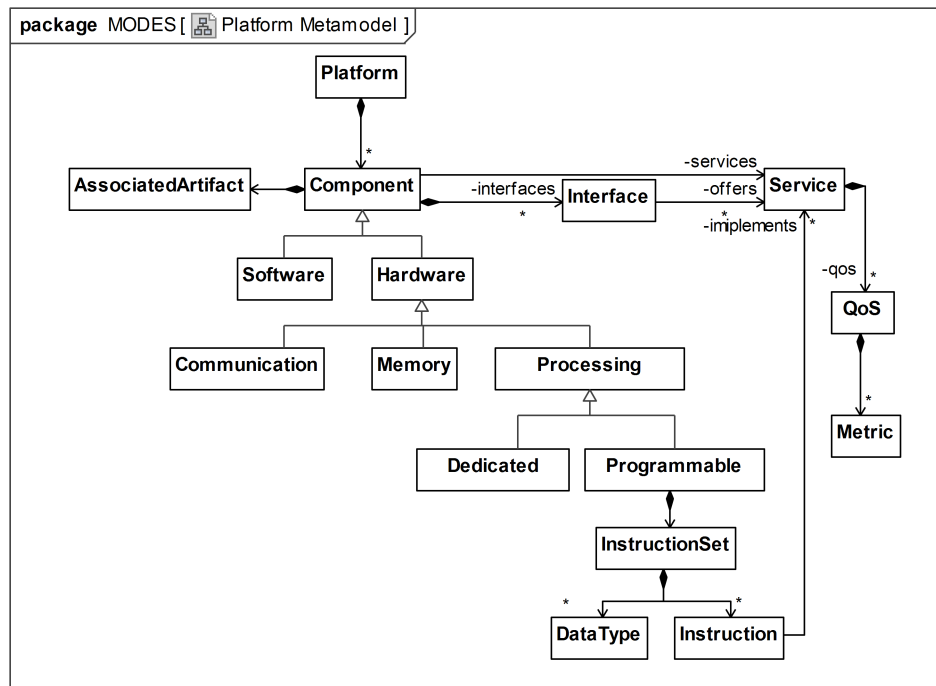 package MODES [ Platform Metamodel ]
Platform
*
AssociatedArtifact
Component
-services
-interfaces
*
Interface
-offers
*
Service
-imiplements
*
Software
Hardware
-qos
*
QoS
Communication
Memory
Processing
*
Metric
Dedicated
Programmable
InstructionSet
*
*
DataType
Instruction